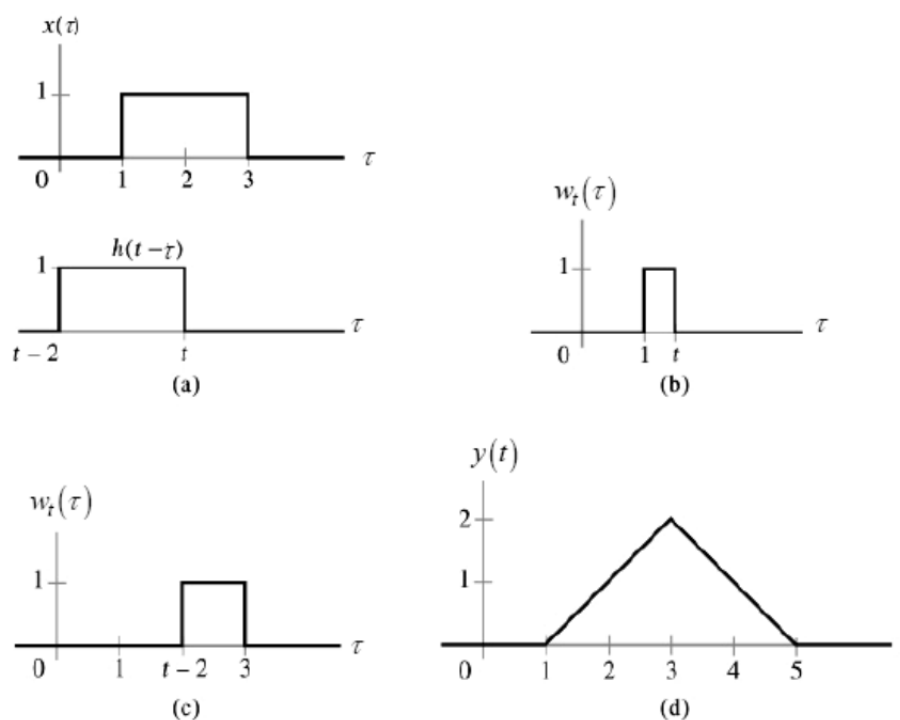 x(τ)
1
τ
0 1 2 3
h(t − τ)
1
τ
t − 2 t
(a)
w_t(τ)
1
τ
0 1 t
(b)
w_t(τ)
1
τ
0 1 t − 2 3
(c)
y(t)
2
1
0 1 2 3 4 5
(d)